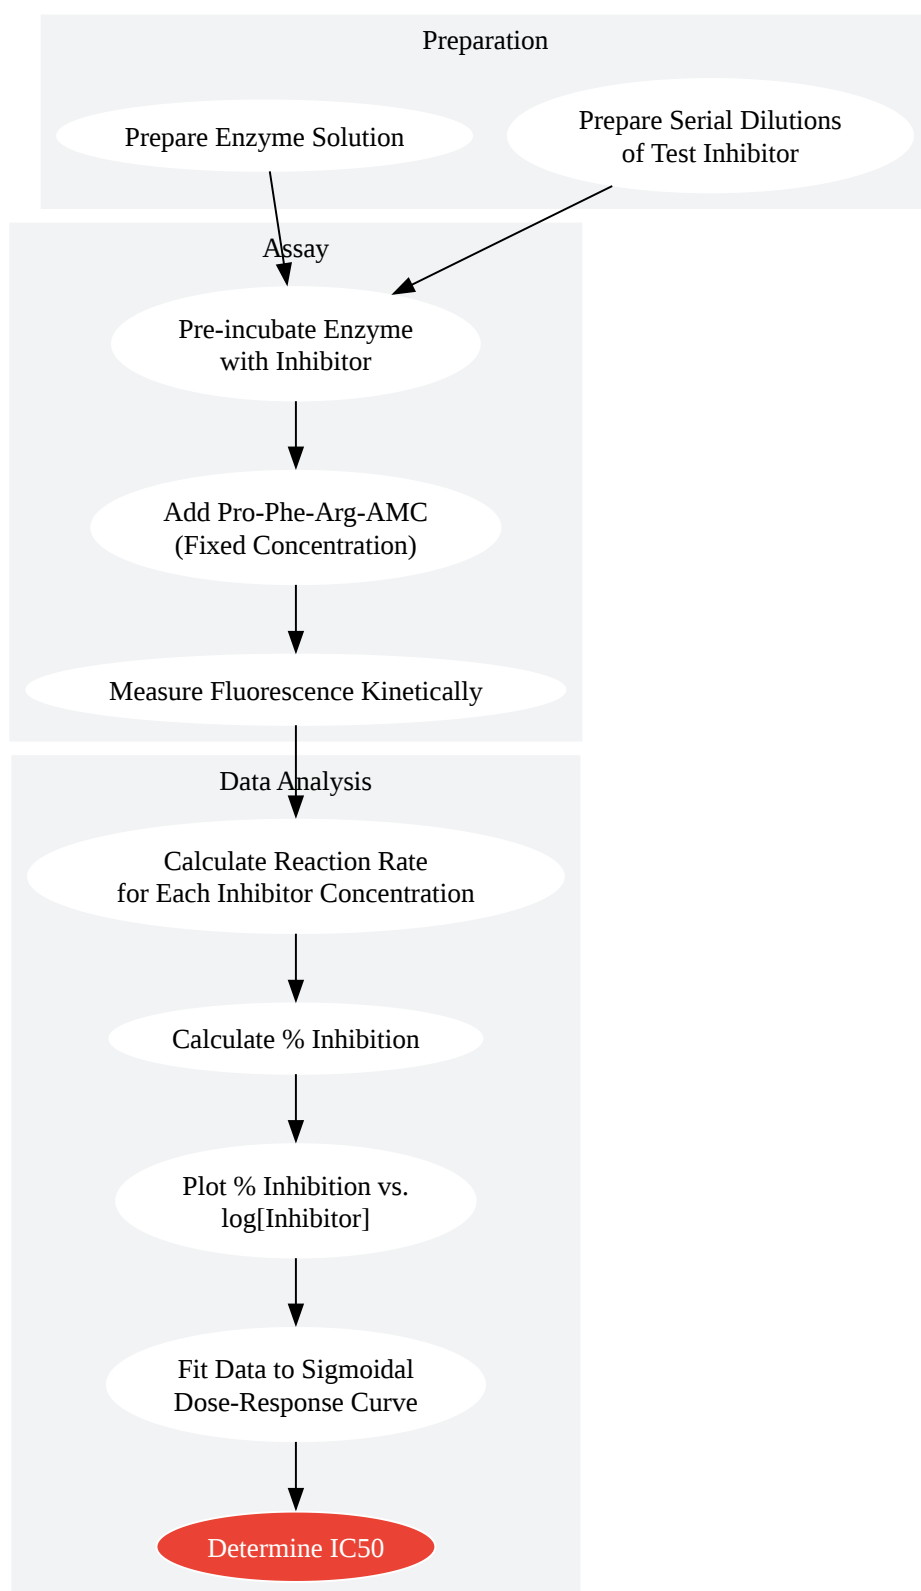 Preparation
Prepare Enzyme Solution
Prepare Serial Dilutions
of Test Inhibitor
Assay
Pre-incubate Enzyme
with Inhibitor
Add Pro-Phe-Arg-AMC
(Fixed Concentration)
Measure Fluorescence Kinetically
Data Analysis
Calculate Reaction Rate
for Each Inhibitor Concentration
Calculate % Inhibition
Plot % Inhibition vs.
log[Inhibitor]
Fit Data to Sigmoidal
Dose-Response Curve
Determine IC50